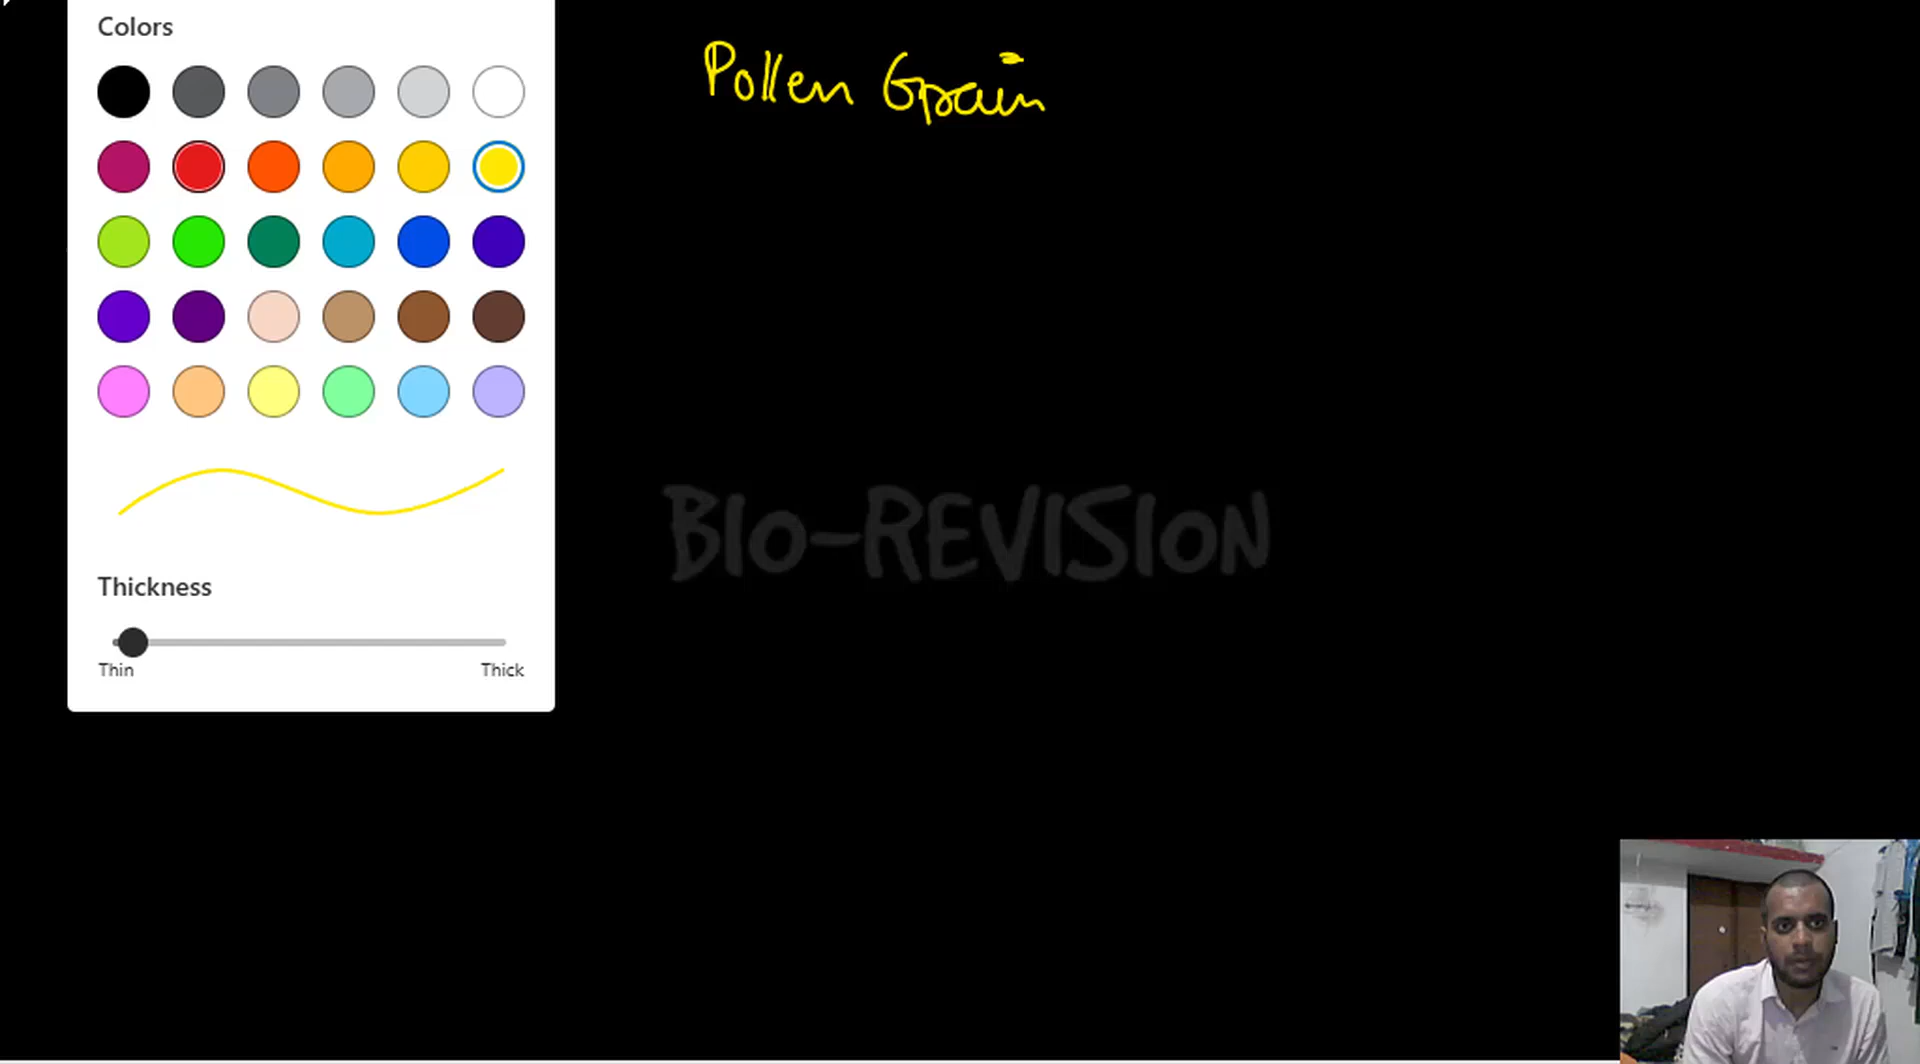 Colors
Pollen Grain
BIO-REVISION
Thickness
Thin
Thick